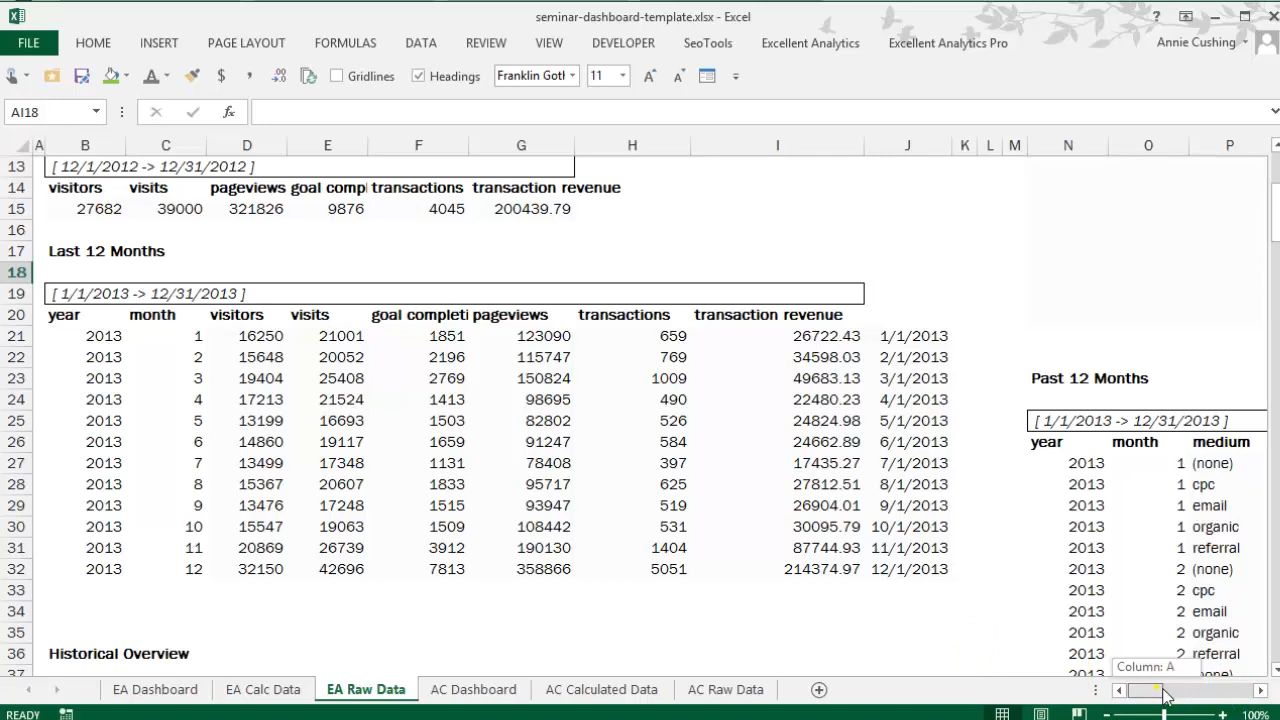 seminar-dashboard-template.xlsx - Excel
?
FILE HOME INSERT PAGE LAYOUT FORMULAS DATA REVIEW VIEW DEVELOPER SeoTools Excellent Analytics Excellent Analytics Pro Annie Cushing
A $ , Gridlines Headings Franklin Goth 11 A A
AI18 fx
A B C D E F G H I J K L M N O P
13 [ 12/1/2012 -> 12/31/2012 ]
14 visitors visits pageviews goal compl transactions transaction revenue
15 27682 39000 321826 9876 4045 200439.79
16
17 Last 12 Months
18
19 [ 1/1/2013 -> 12/31/2013 ]
20 year month visitors visits goal completi pageviews transactions transaction revenue
21 2013 1 16250 21001 1851 123090 659 26722.43 1/1/2013
22 2013 2 15648 20052 2196 115747 769 34598.03 2/1/2013
23 2013 3 19404 25408 2769 150824 1009 49683.13 3/1/2013 Past 12 Months
24 2013 4 17213 21524 1413 98695 490 22480.23 4/1/2013
25 2013 5 13199 16693 1503 82802 526 24824.98 5/1/2013 [ 1/1/2013 -> 12/31/2013 ]
26 2013 6 14860 19117 1659 91247 584 24662.89 6/1/2013 year month medium
27 2013 7 13499 17348 1131 78408 397 17435.27 7/1/2013 2013 1 (none)
28 2013 8 15367 20607 1833 95717 625 27812.51 8/1/2013 2013 1 cpc
29 2013 9 13476 17248 1515 93947 519 26904.01 9/1/2013 2013 1 email
30 2013 10 15547 19063 1509 108442 531 30095.79 10/1/2013 2013 1 organic
31 2013 11 20869 26739 3912 190130 1404 87744.93 11/1/2013 2013 1 referral
32 2013 12 32150 42696 7813 358866 5051 214374.97 12/1/2013 2013 2 (none)
33 2013 2 cpc
34 2013 2 email
35 2013 2 organic
36 Historical Overview 2013 2 referral
37
Column: A
EA Dashboard EA Calc Data EA Raw Data AC Dashboard AC Calculated Data AC Raw Data
READY 100%